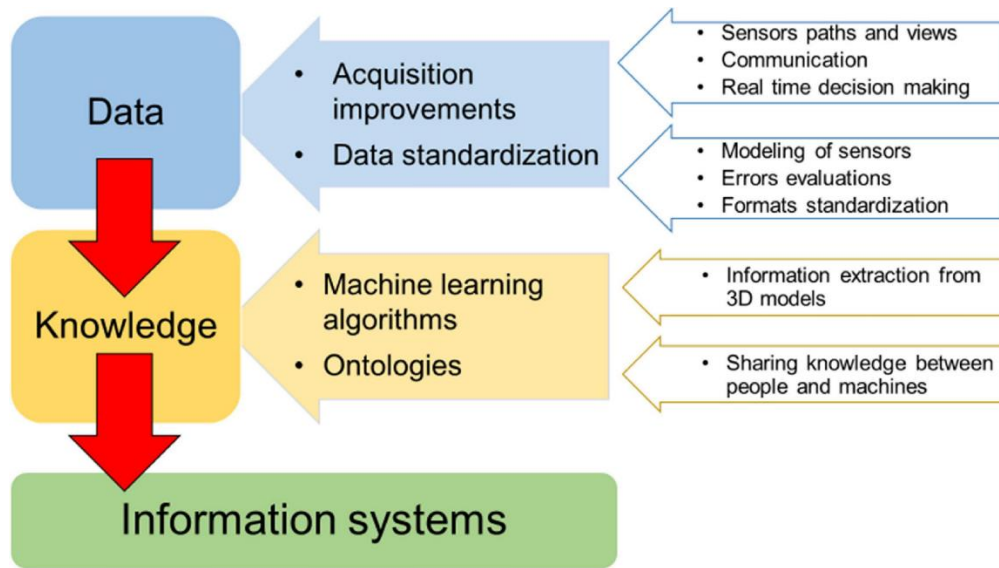 Data
• Acquisition
improvements
• Data standardization
• Sensors paths and views
• Communication
• Real time decision making
• Modeling of sensors
• Errors evaluations
• Formats standardization
Knowledge
• Machine learning
algorithms
• Ontologies
• Information extraction from
3D models
• Sharing knowledge between
people and machines
Information systems